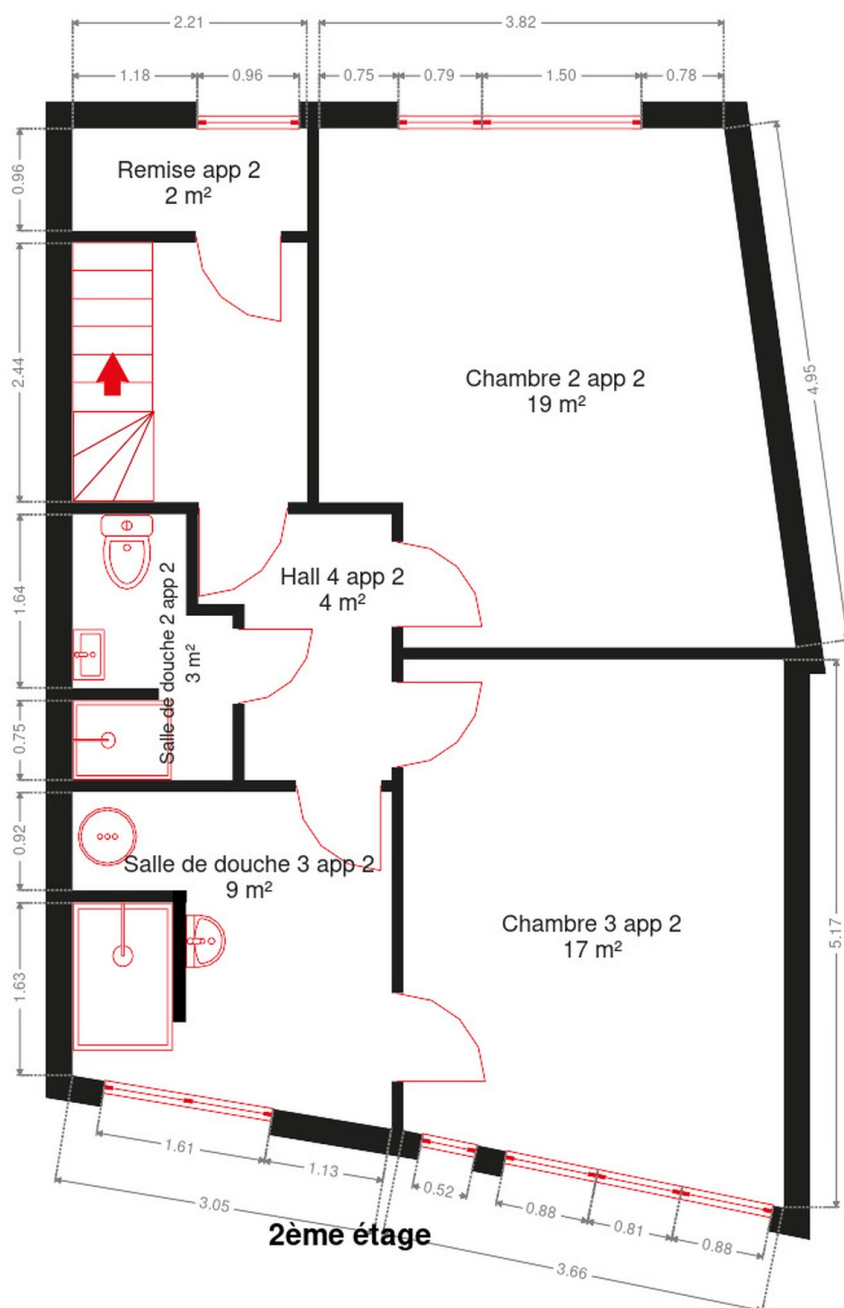 2.21
3.82
1.18
0.96
0.75
0.79
1.50
0.78
0.96
Remise app 2
2 m²
2.44
Chambre 2 app 2
19 m²
4.95
1.64
Salle de douche 2 app 2
3 m²
Hall 4 app 2
4 m²
0.75
0.92
Salle de douche 3 app 2
9 m²
Chambre 3 app 2
17 m²
5.17
1.63
1.61
1.13
0.52
0.88
0.81
0.88
3.05
3.66
2ème étage